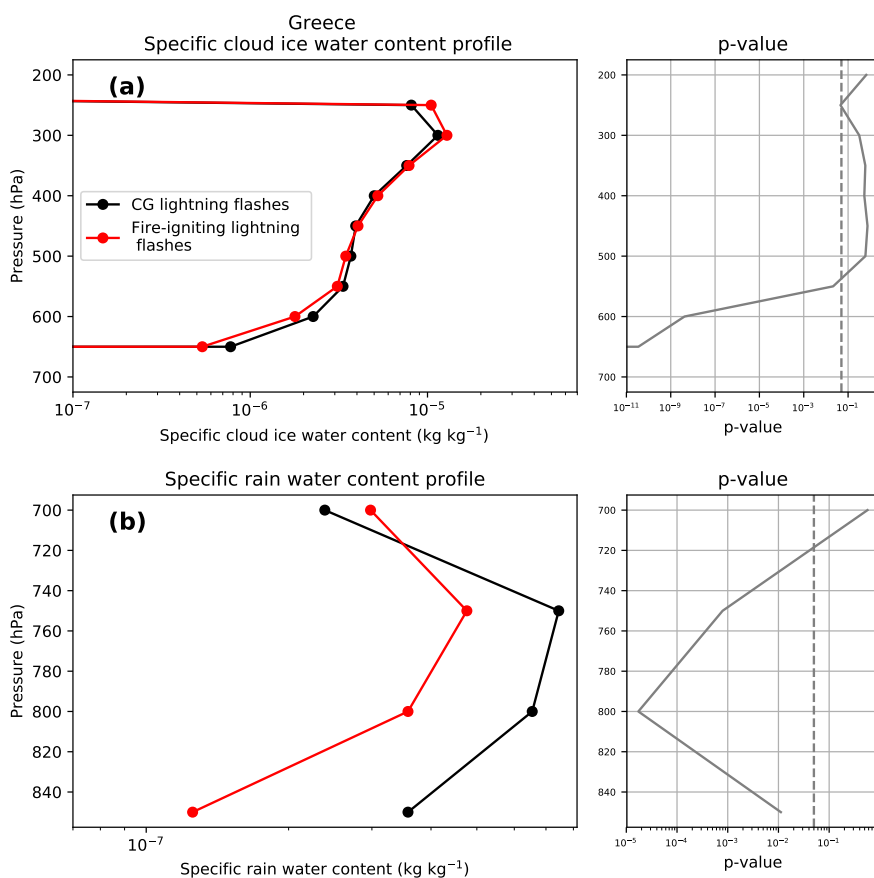 Greece
Specific cloud ice water content profile
p-value
(a)
200
300
400
500
600
700
Pressure (hPa)
CG lightning flashes
Fire-igniting lightning
flashes
10⁻⁷
10⁻⁶
10⁻⁵
Specific cloud ice water content (kg kg⁻¹)
200
300
400
500
600
700
10⁻¹¹
10⁻⁹
10⁻⁷
10⁻⁵
10⁻³
10⁻¹
p-value
Specific rain water content profile
p-value
(b)
700
720
740
760
780
800
820
840
Pressure (hPa)
10⁻⁷
Specific rain water content (kg kg⁻¹)
700
720
740
760
780
800
820
840
10⁻⁵
10⁻⁴
10⁻³
10⁻²
10⁻¹
p-value